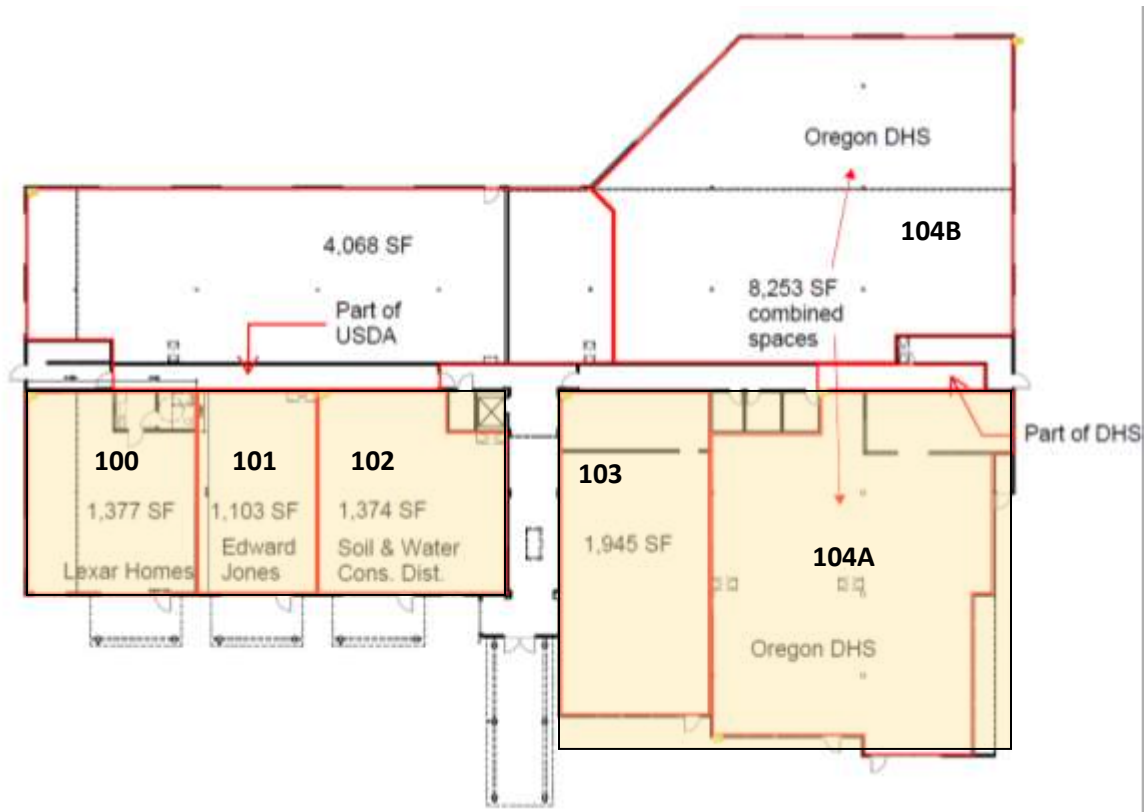 Oregon DHS
104B
4,068 SF
8,253 SF
combined
spaces
Part of
USDA
Part of DHS
100
1,377 SF
Lexar Homes
101
1,103 SF
Edward
Jones
102
1,374 SF
Soil & Water
Cons. Dist.
103
1,945 SF
104A
Oregon DHS